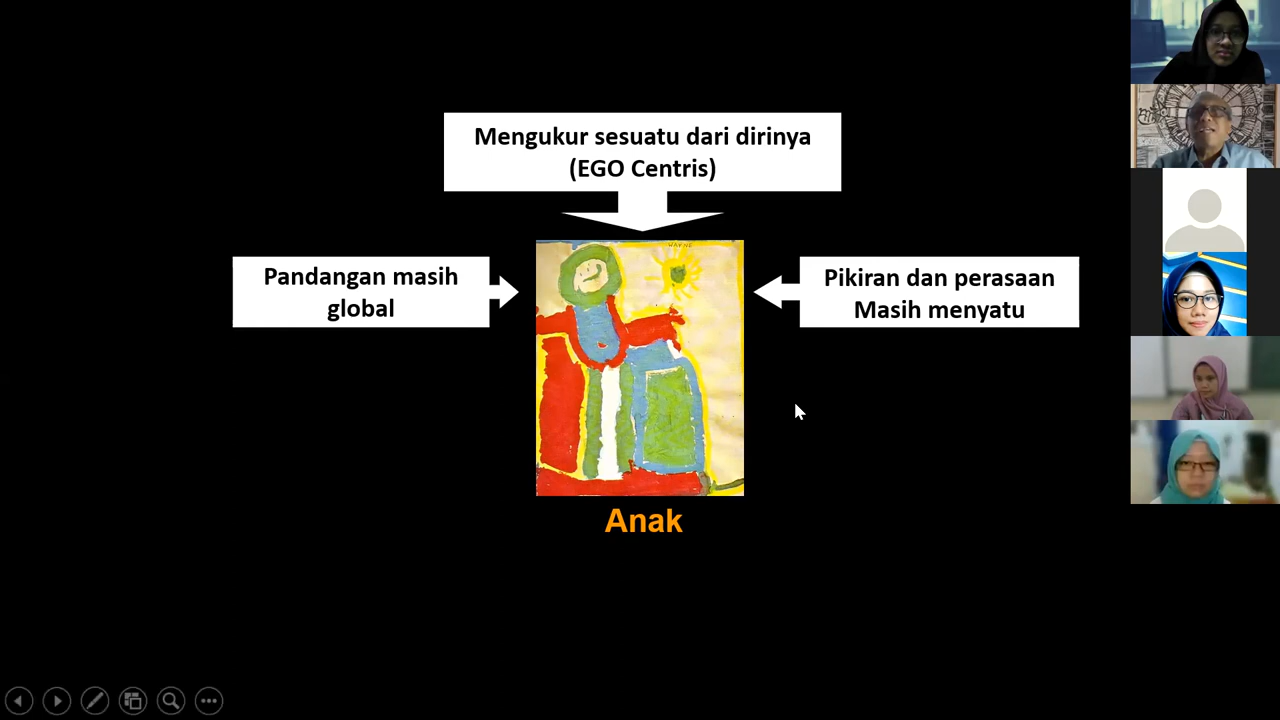 Mengukur sesuatu dari dirinya
(EGO Centris)
Pandangan masih
global
Pikiran dan perasaan
Masih menyatu
Anak